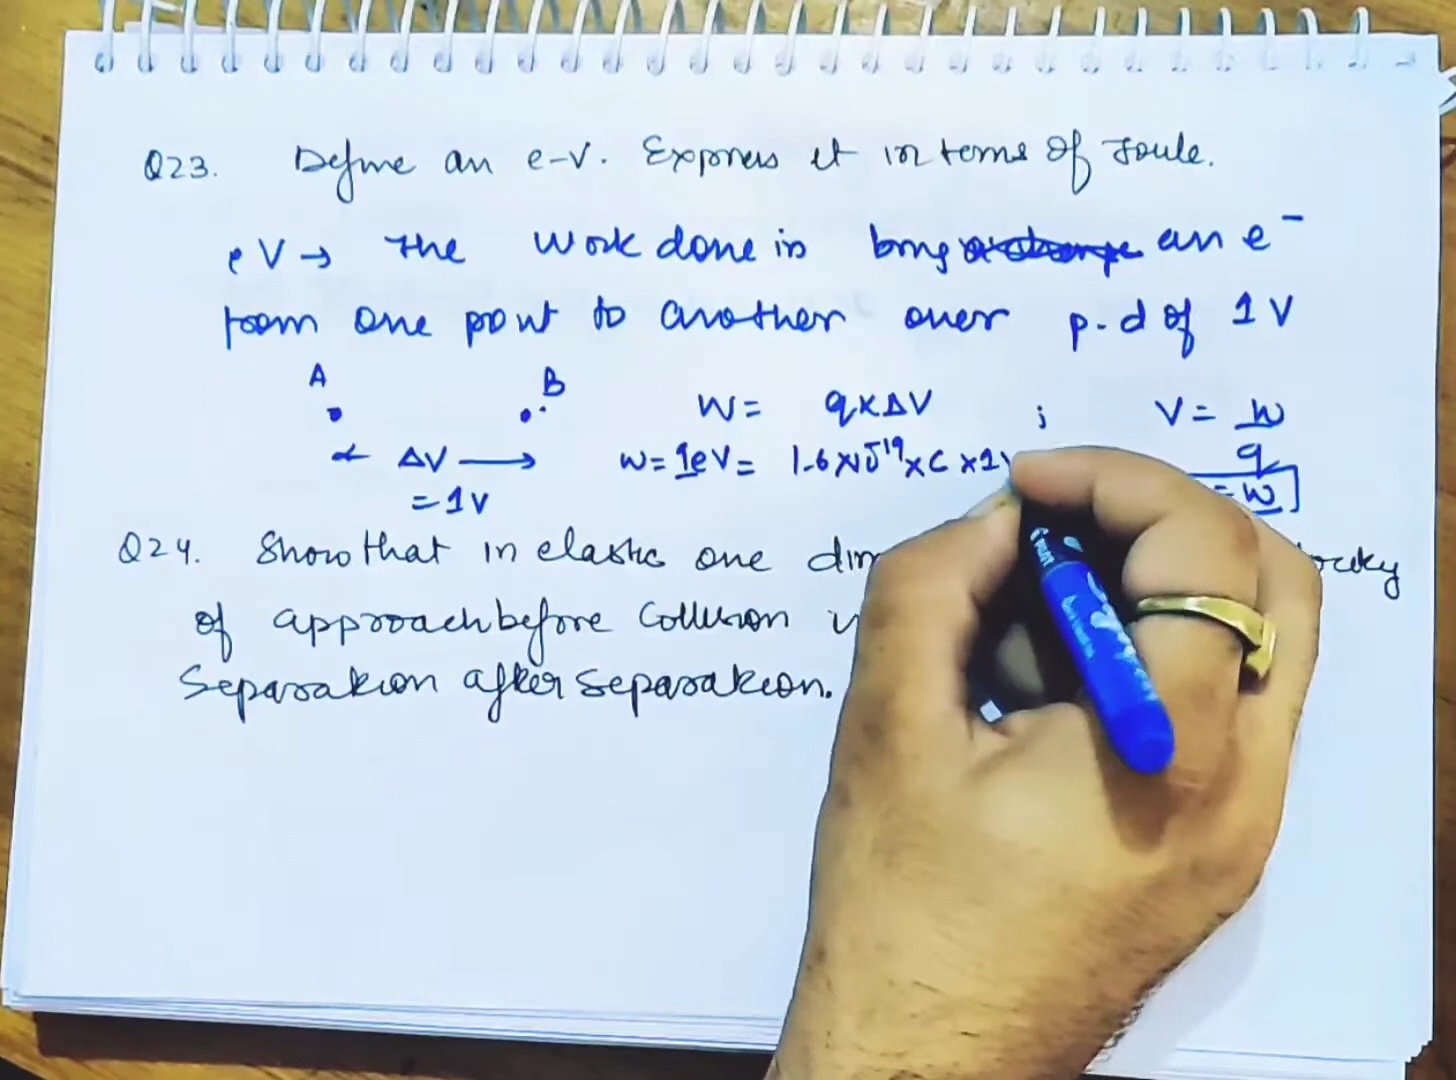 Q23. Define an e-V. Express it in terms of Joule.
eV → the work done in bring an e⁻
from one point to another over p.d of 1 V
A B W = q×ΔV ; V = W/q
ΔV → W = 1eV = 1.6×10⁻¹⁹×C ×1
= 1V = W
Q24. Show that in elastic one
of approach before Collision
Separation after separation.